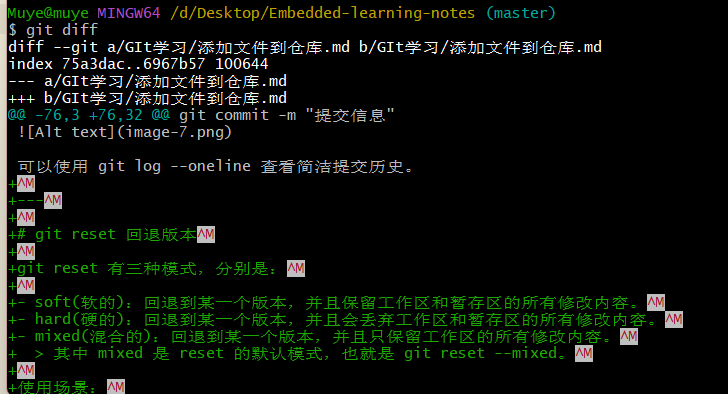 Muye@muye MINGW64 /d/Desktop/Embedded-learning-notes (master)
$ git diff
diff --git a/GIt学习/添加文件到仓库.md b/GIt学习/添加文件到仓库.md
index 75a3dac..6967b57 100644
--- a/GIt学习/添加文件到仓库.md
+++ b/GIt学习/添加文件到仓库.md
@@ -76,3 +76,32 @@ git commit -m "提交信息"
 ![Alt text](image-7.png)

 可以使用 git log --oneline 查看简洁提交历史。
+^M
+---^M
+^M
+# git reset 回退版本^M
+^M
+git reset 有三种模式，分别是：^M
+^M
+- soft(软的)：回退到某一个版本，并且保留工作区和暂存区的所有修改内容。^M
+- hard(硬的)：回退到某一个版本，并且会丢弃工作区和暂存区的所有修改内容。^M
+- mixed(混合的)：回退到某一个版本，并且只保留工作区的所有修改内容。^M
+  > 其中 mixed 是 reset 的默认模式，也就是 git reset --mixed。^M
+^M
+使用场景：^M